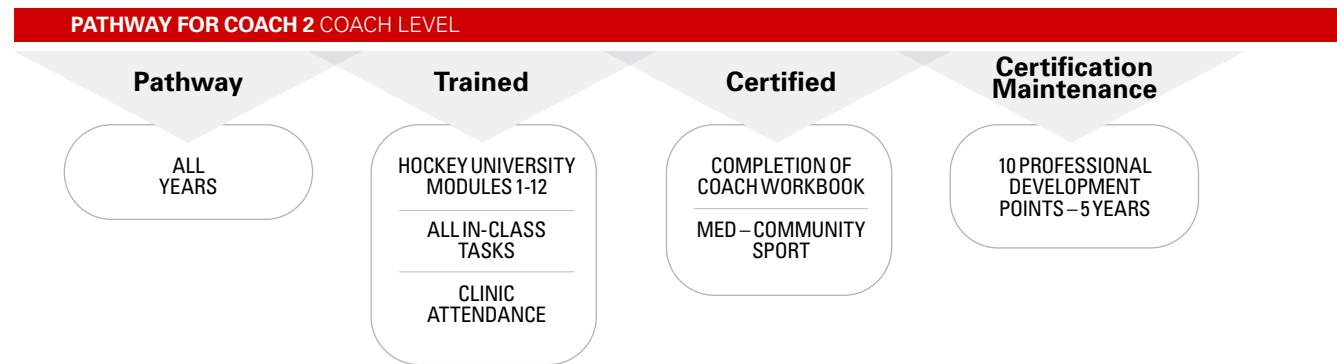 PATHWAY FOR COACH 2 COACH LEVEL
Pathway
ALL
YEARS
Trained
HOCKEY UNIVERSITY
MODULES 1-12
ALL IN-CLASS
TASKS
CLINIC
ATTENDANCE
Certified
COMPLETION OF
COACH WORKBOOK
MED – COMMUNITY
SPORT
Certification
Maintenance
10 PROFESSIONAL
DEVELOPMENT
POINTS – 5 YEARS